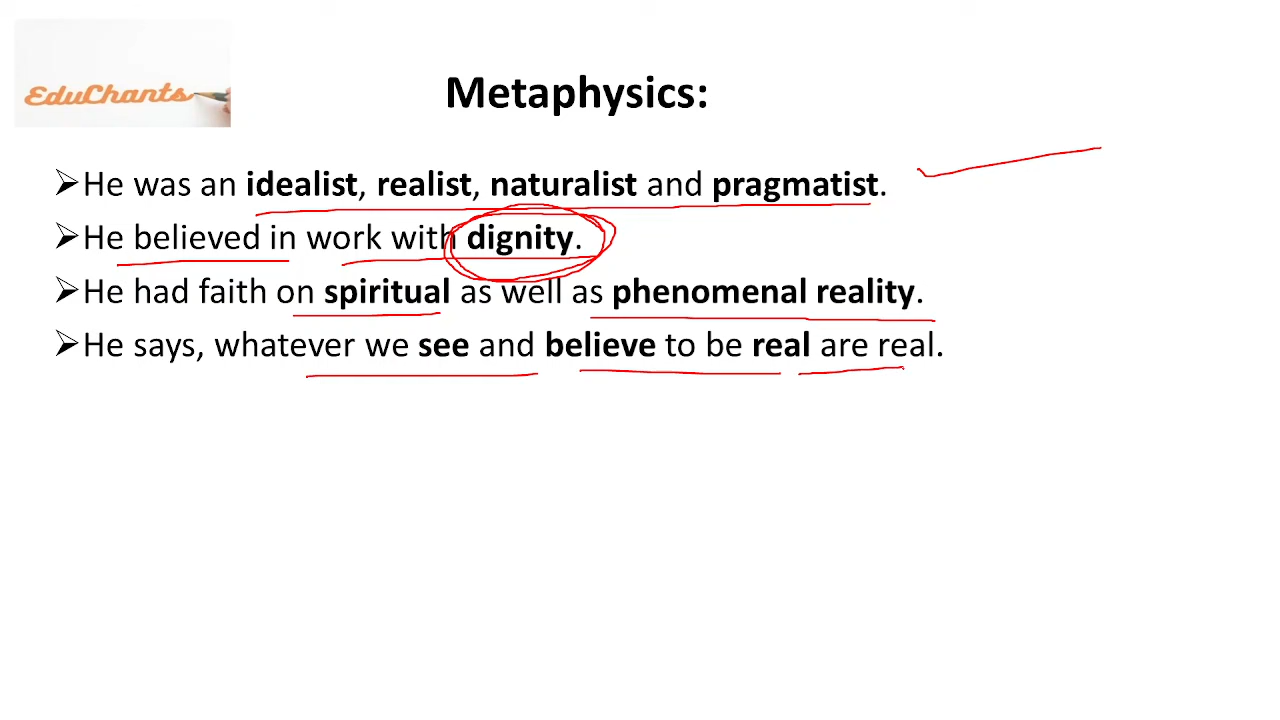 EduChants
Metaphysics:
➢He was an idealist, realist, naturalist and pragmatist.
➢He believed in work with dignity.
➢He had faith on spiritual as well as phenomenal reality.
➢He says, whatever we see and believe to be real are real.